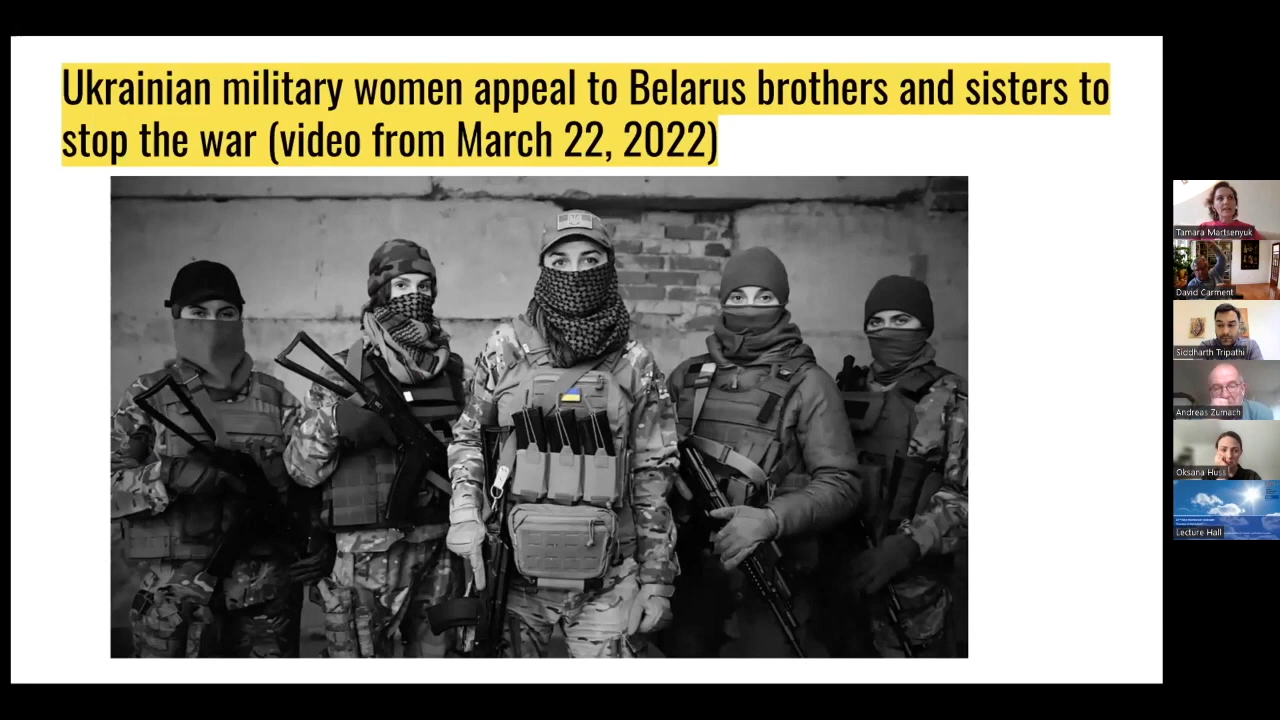 Ukrainian military women appeal to Belarus brothers and sisters to
stop the war (video from March 22, 2022)
Tamara Martsenyuk
David Carment
Siddharth Tripathi
Andreas Zumach
Oksana Huss
Lecture Hall